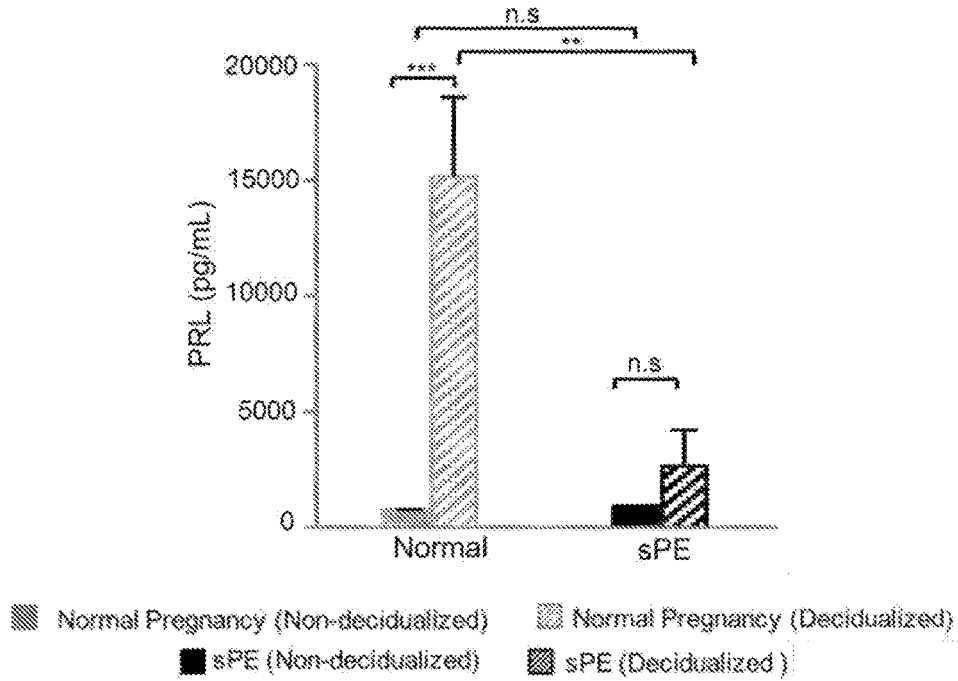 n.s
**
***
20000
15000
10000
5000
0
PRL (pg/mL)
n.s
Normal
sPE
Normal Pregnancy (Non-decidualized)
Normal Pregnancy (Decidualized)
sPE (Non-decidualized)
sPE (Decidualized )